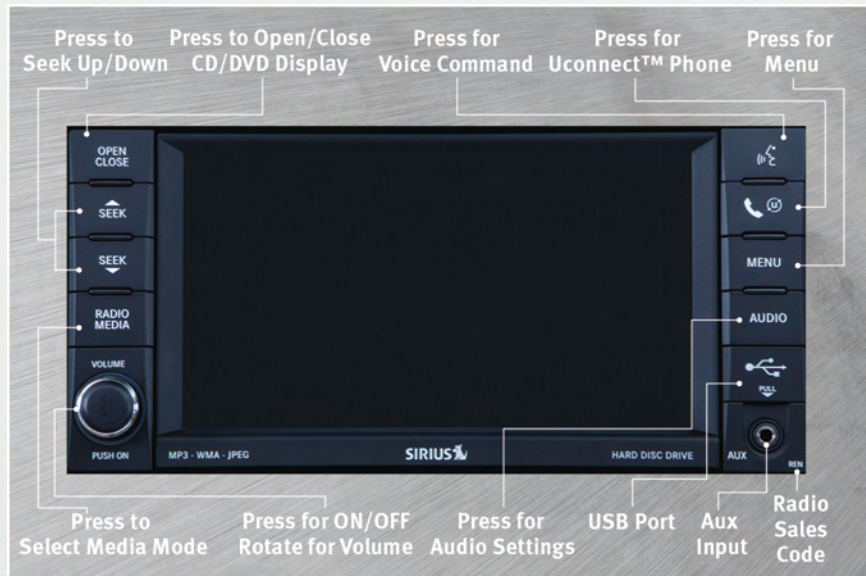 Press to
Seek Up/Down
Press to Open/Close
CD/DVD Display
Press for
Voice Command
Press for
Uconnect™ Phone
Press for
Menu
OPEN
CLOSE
SEEK
SEEK
RADIO
MEDIA
VOLUME
PUSH ON
MP3 - WMA - JPEG
SIRIUS
HARD DISC DRIVE
U
MENU
AUDIO
PULL
AUX
REN
Press to
Select Media Mode
Press for ON/OFF
Rotate for Volume
Press for
Audio Settings
USB Port
Aux
Input
Radio
Sales
Code